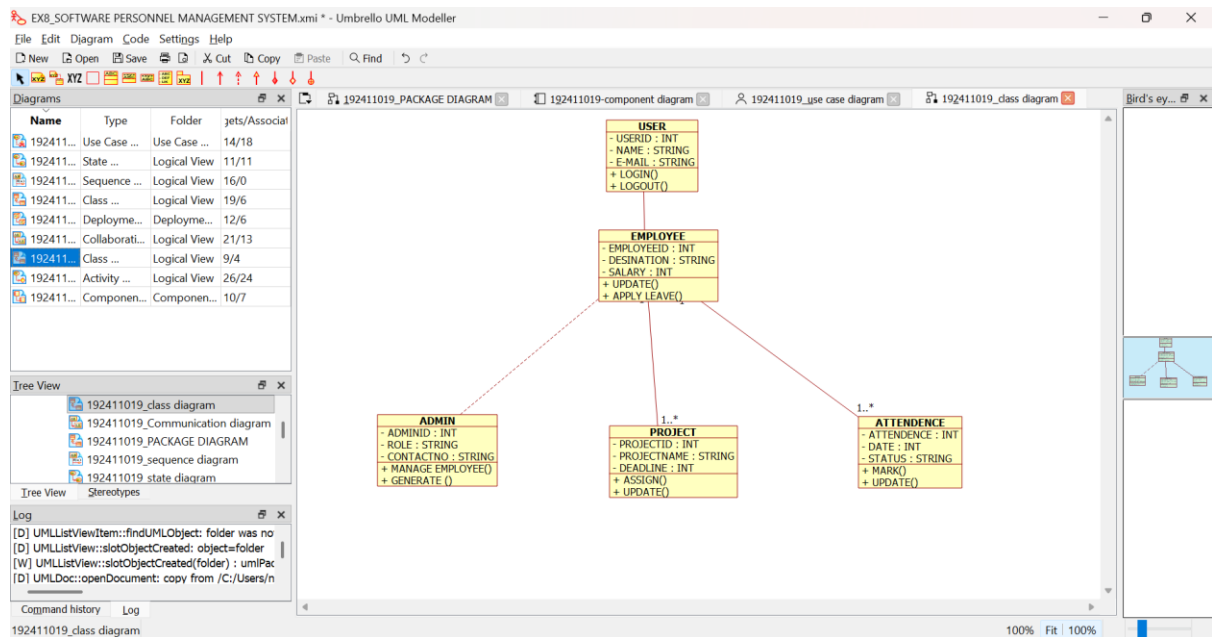 EX8_SOFTWARE PERSONNEL MANAGEMENT SYSTEM.xmi * - Umbrello UML Modeller
File Edit Diagram Code Settings Help
New Open Save Cut Copy Paste Find
XYZ
Diagrams
Name Type Folder gets/Associat
192411... Use Case ... Use Case ... 14/18
192411... State ... Logical View 11/11
192411... Sequence ... Logical View 16/0
192411... Class ... Logical View 19/6
192411... Deployme... Deployme... 12/6
192411... Collaborati... Logical View 21/13
192411... Class ... Logical View 9/4
192411... Activity ... Logical View 26/24
192411... Componen... Componen... 10/7
Tree View
192411019_class diagram
192411019_Communication diagram
192411019_PACKAGE DIAGRAM
192411019_sequence diagram
192411019 state diagram
Tree View Stereotypes
Log
[D] UMLListViewItem::findUMLObject: folder was no
[D] UMLListView::slotObjectCreated: object=folder
[W] UMLListView::slotObjectCreated(folder) : umlPac
[D] UMLDoc::openDocument: copy from /C:/Users/n
Command history Log
192411019_class diagram
192411019_PACKAGE DIAGRAM 192411019-component diagram 192411019_use case diagram 192411019_class diagram
USER
- USERID : INT
- NAME : STRING
- E-MAIL : STRING
+ LOGIN()
+ LOGOUT()
EMPLOYEE
- EMPLOYEEID : INT
- DESINATION : STRING
- SALARY : INT
+ UPDATE()
+ APPLY LEAVE()
ADMIN
- ADMINID : INT
- ROLE : STRING
- CONTACTNO : STRING
+ MANAGE EMPLOYEE()
+ GENERATE ()
1..*
PROJECT
- PROJECTID : INT
- PROJECTNAME : STRING
- DEADLINE : INT
+ ASSIGN()
+ UPDATE()
1..*
ATTENDENCE
- ATTENDENCE : INT
- DATE : INT
- STATUS : STRING
+ MARK()
+ UPDATE()
Bird's ey...
100% Fit 100%